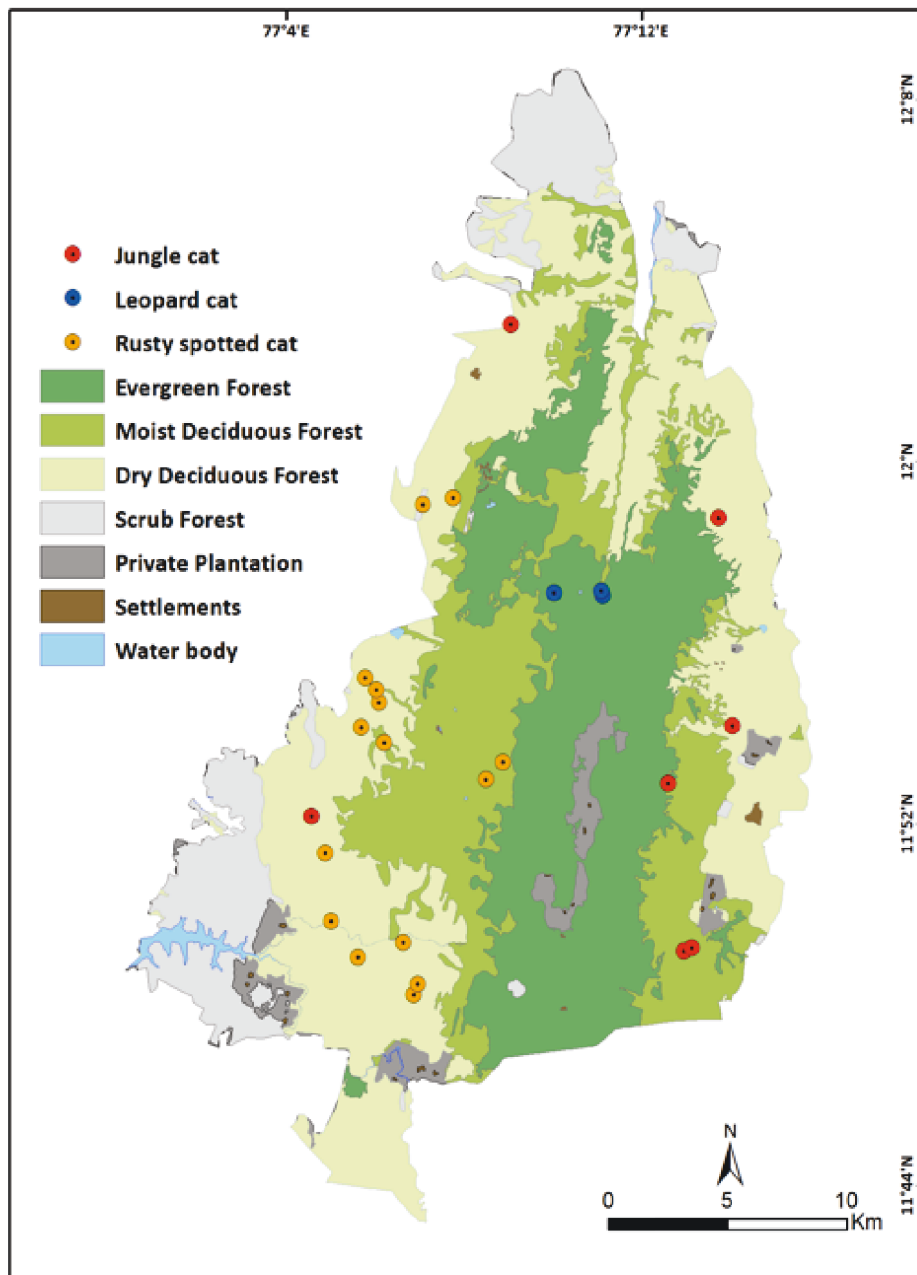 77°4'E
77°12'E
12°8'N
Jungle cat
Leopard cat
Rusty spotted cat
Evergreen Forest
Moist Deciduous Forest
Dry Deciduous Forest
12°N
Scrub Forest
Private Plantation
Settlements
Water body
11°52'N
N
11°44'N
0 5 10
Km